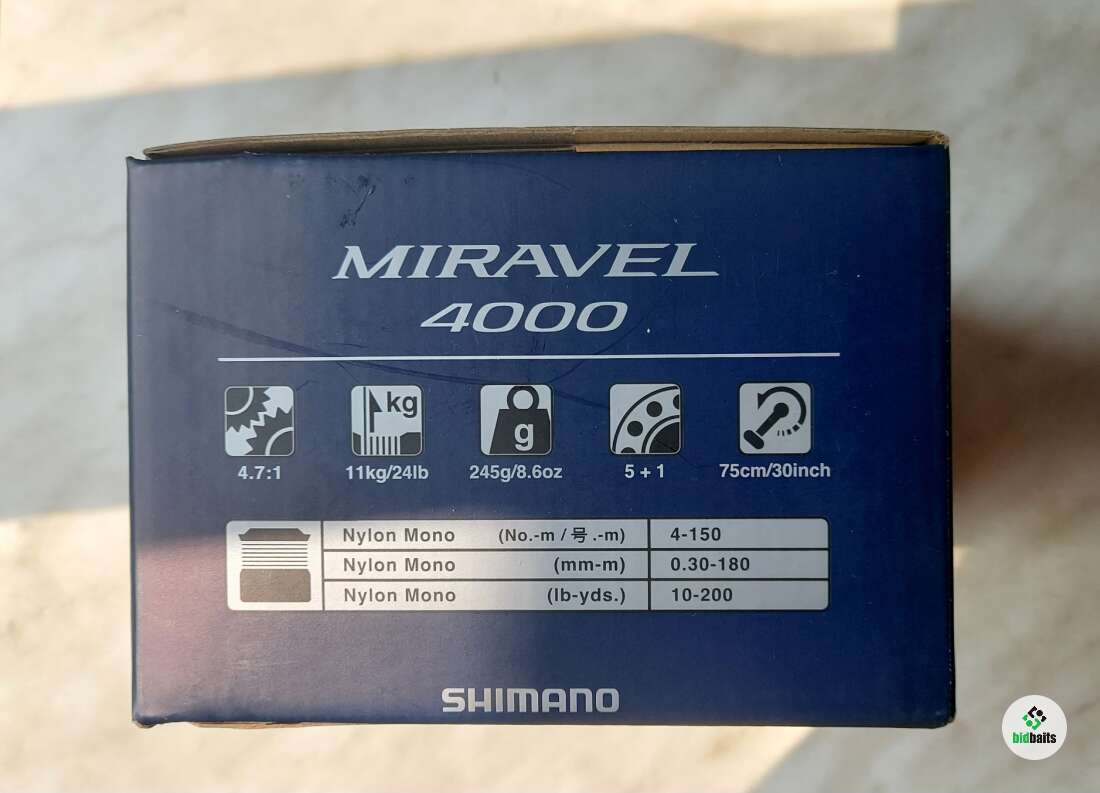 MIRAVEL
4000
kg
g
4.7:1 11kg/24lb 245g/8.6oz 5 + 1 75cm/30inch
Nylon Mono (No.-m / 号 .-m) 4-150
Nylon Mono (mm-m) 0.30-180
Nylon Mono (lb-yds.) 10-200
SHIMANO
bidbaits